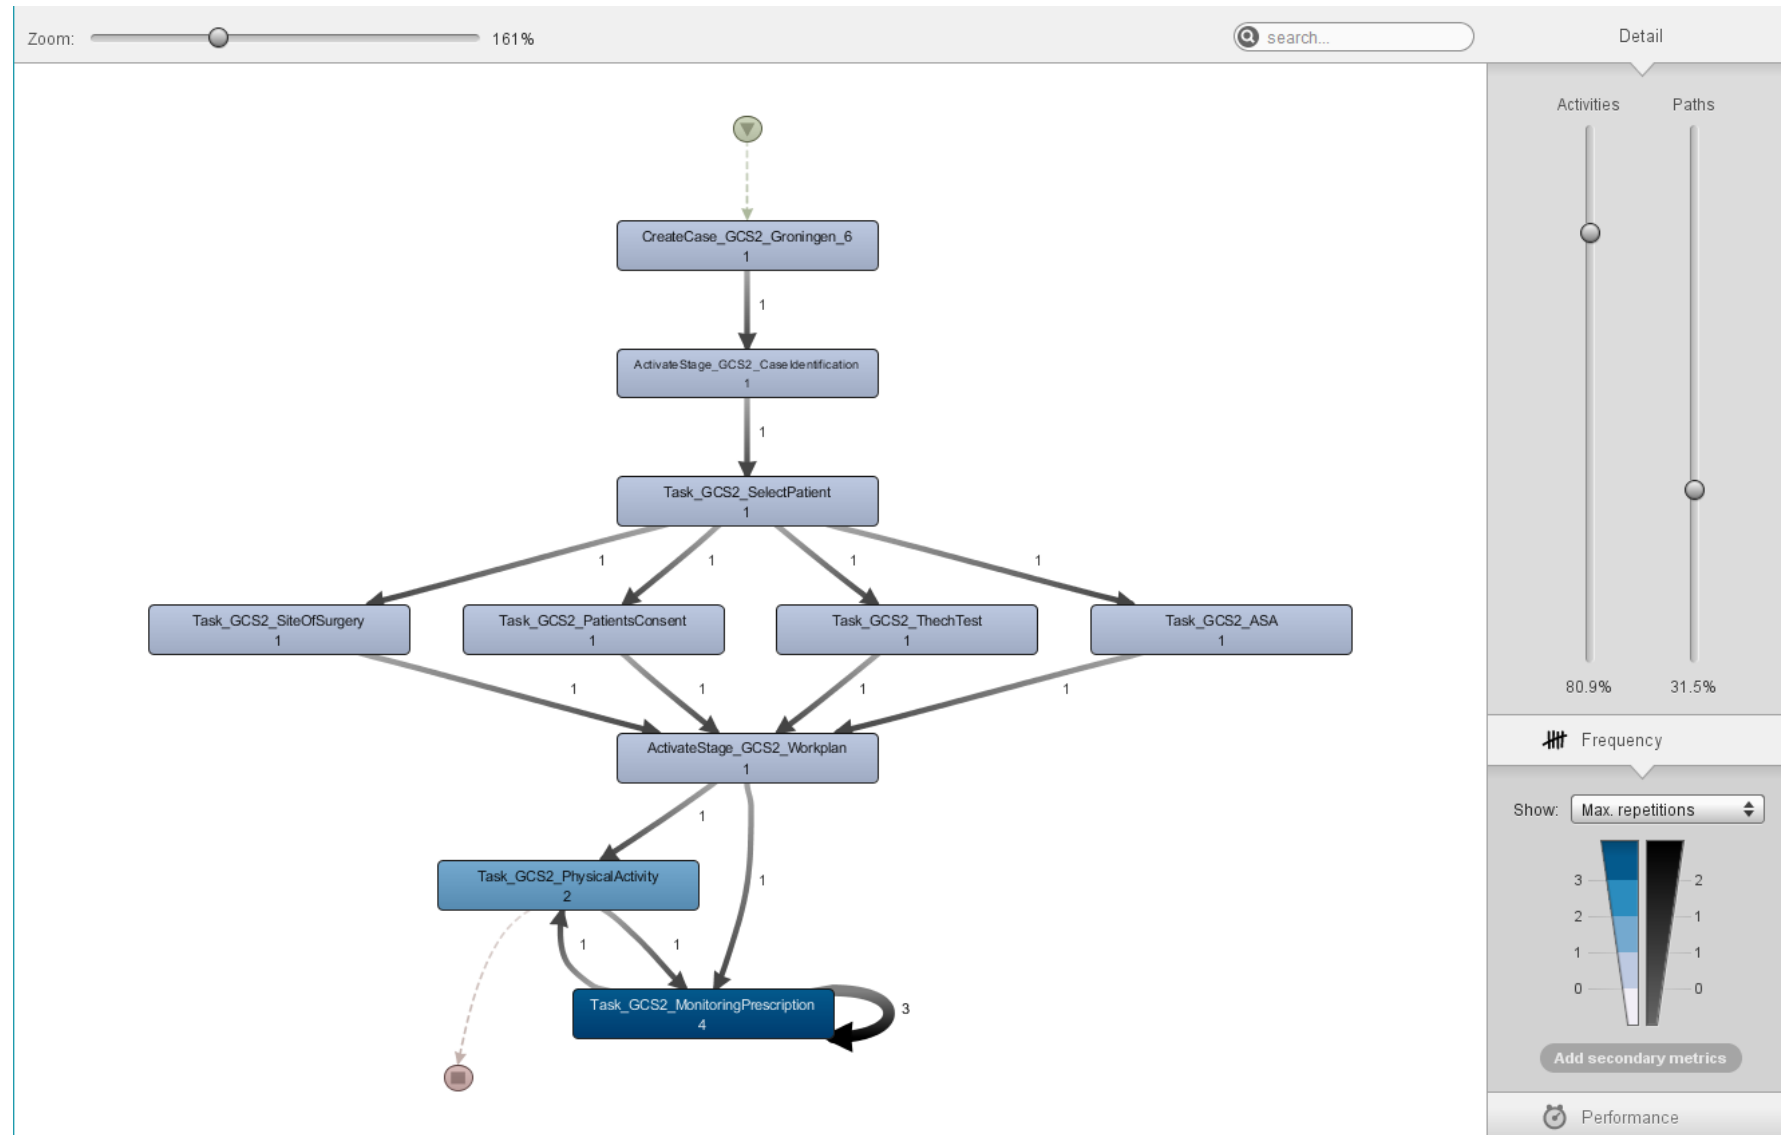 Zoom:
161%
search...
Detail
Activities
Paths
CreateCase_GCS2_Groningen_6
1
1
ActivateStage_GCS2_CaseIdentification
1
1
Task_GCS2_SelectPatient
1
1
1
1
1
Task_GCS2_SiteOfSurgery
1
Task_GCS2_PatientsConsent
1
Task_GCS2_ThechTest
1
Task_GCS2_ASA
1
1
1
1
1
ActivateStage_GCS2_Workplan
1
1
1
Task_GCS2_PhysicalActivity
2
1
1
Task_GCS2_MonitoringPrescription
4
3
80.9%
31.5%
Frequency
Show:
Max. repetitions
3
2
2
1
1
1
0
0
Add secondary metrics
Performance